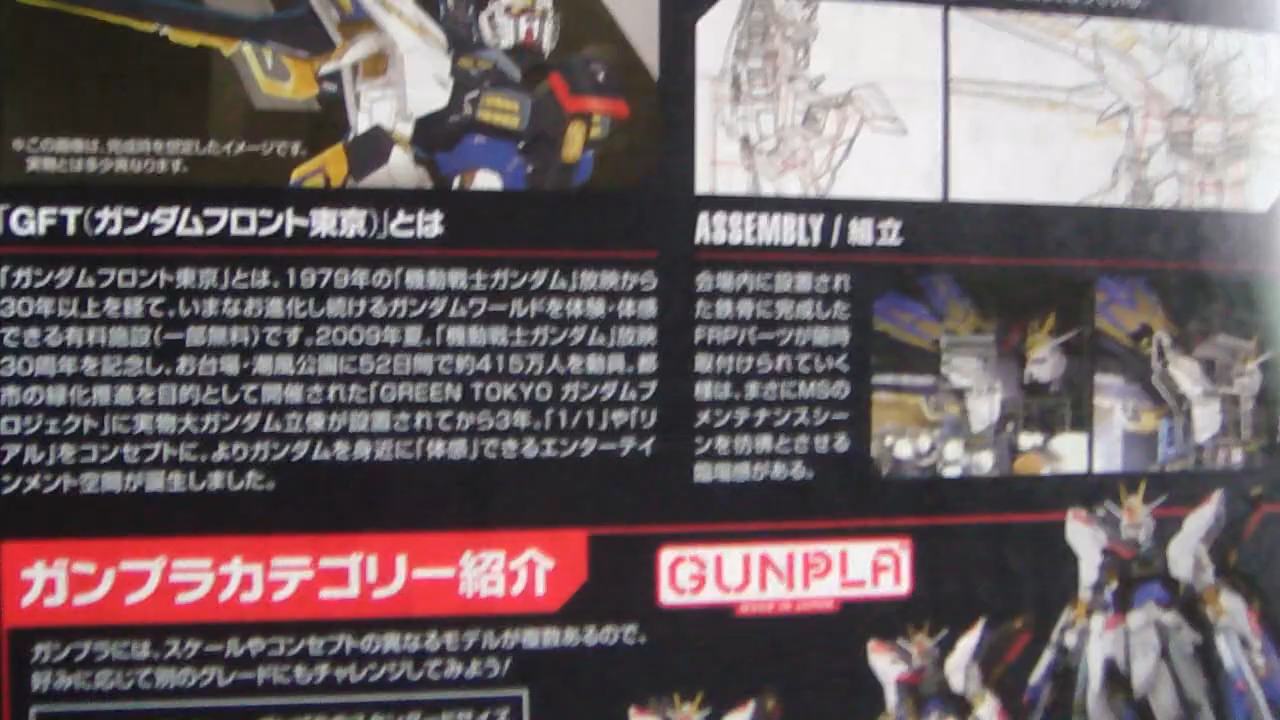 ※この画像は、完成時を想定したイメージです。
実物とは多少異なります。
「GFT(ガンダムフロント東京)」とは
「ガンダムフロント東京」とは、1979年の「機動戦士ガンダム」放映から
30年以上を経て、いまなお進化し続けるガンダムワールドを体験・体感
できる有料施設(一部無料)です。2009年夏、「機動戦士ガンダム」放映
30周年を記念し、お台場・潮風公園に52日間で約415万人を動員。都
市の緑化推進を目的として開催された「GREEN TOKYO ガンダムプ
ロジェクト」に実物大ガンダム立像が設置されてから3年。「1/1」や「リ
アル」をコンセプトに、よりガンダムを身近に「体感」できるエンターテイ
ンメント空間が誕生しました。
ASSEMBLY / 組立
会場内に設置され
た鉄骨に完成した
FRPパーツが随時
取付けられていく
様は、まさにMSの
メンテナンスシー
ンを彷彿とさせる
臨場感がある。
ガンプラカテゴリー紹介
GUNPLA
MADE IN JAPAN
ガンプラには、スケールやコンセプトの異なるモデルが複数あるので、
好みに応じて別のグレードにもチャレンジしてみよう!